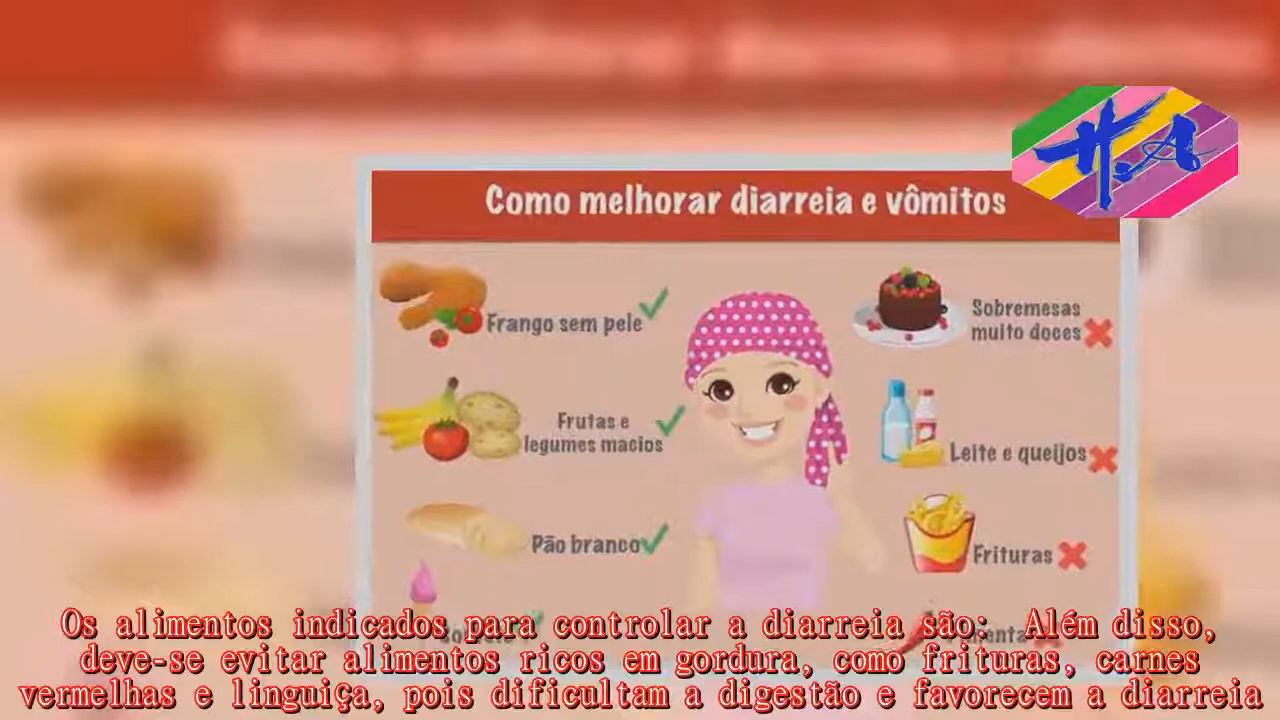 Como melhorar diarreia e vômitos
Frango sem pele
Sobremesas
muito doces
Frutas e
legumes macios
Leite e queijos
Pão branco
Frituras
Os alimentos indicados para controlar a diarreia são: Além disso,
deve-se evitar alimentos ricos em gordura, como frituras, carnes
vermelhas e linguiça, pois dificultam a digestão e favorecem a diarreia